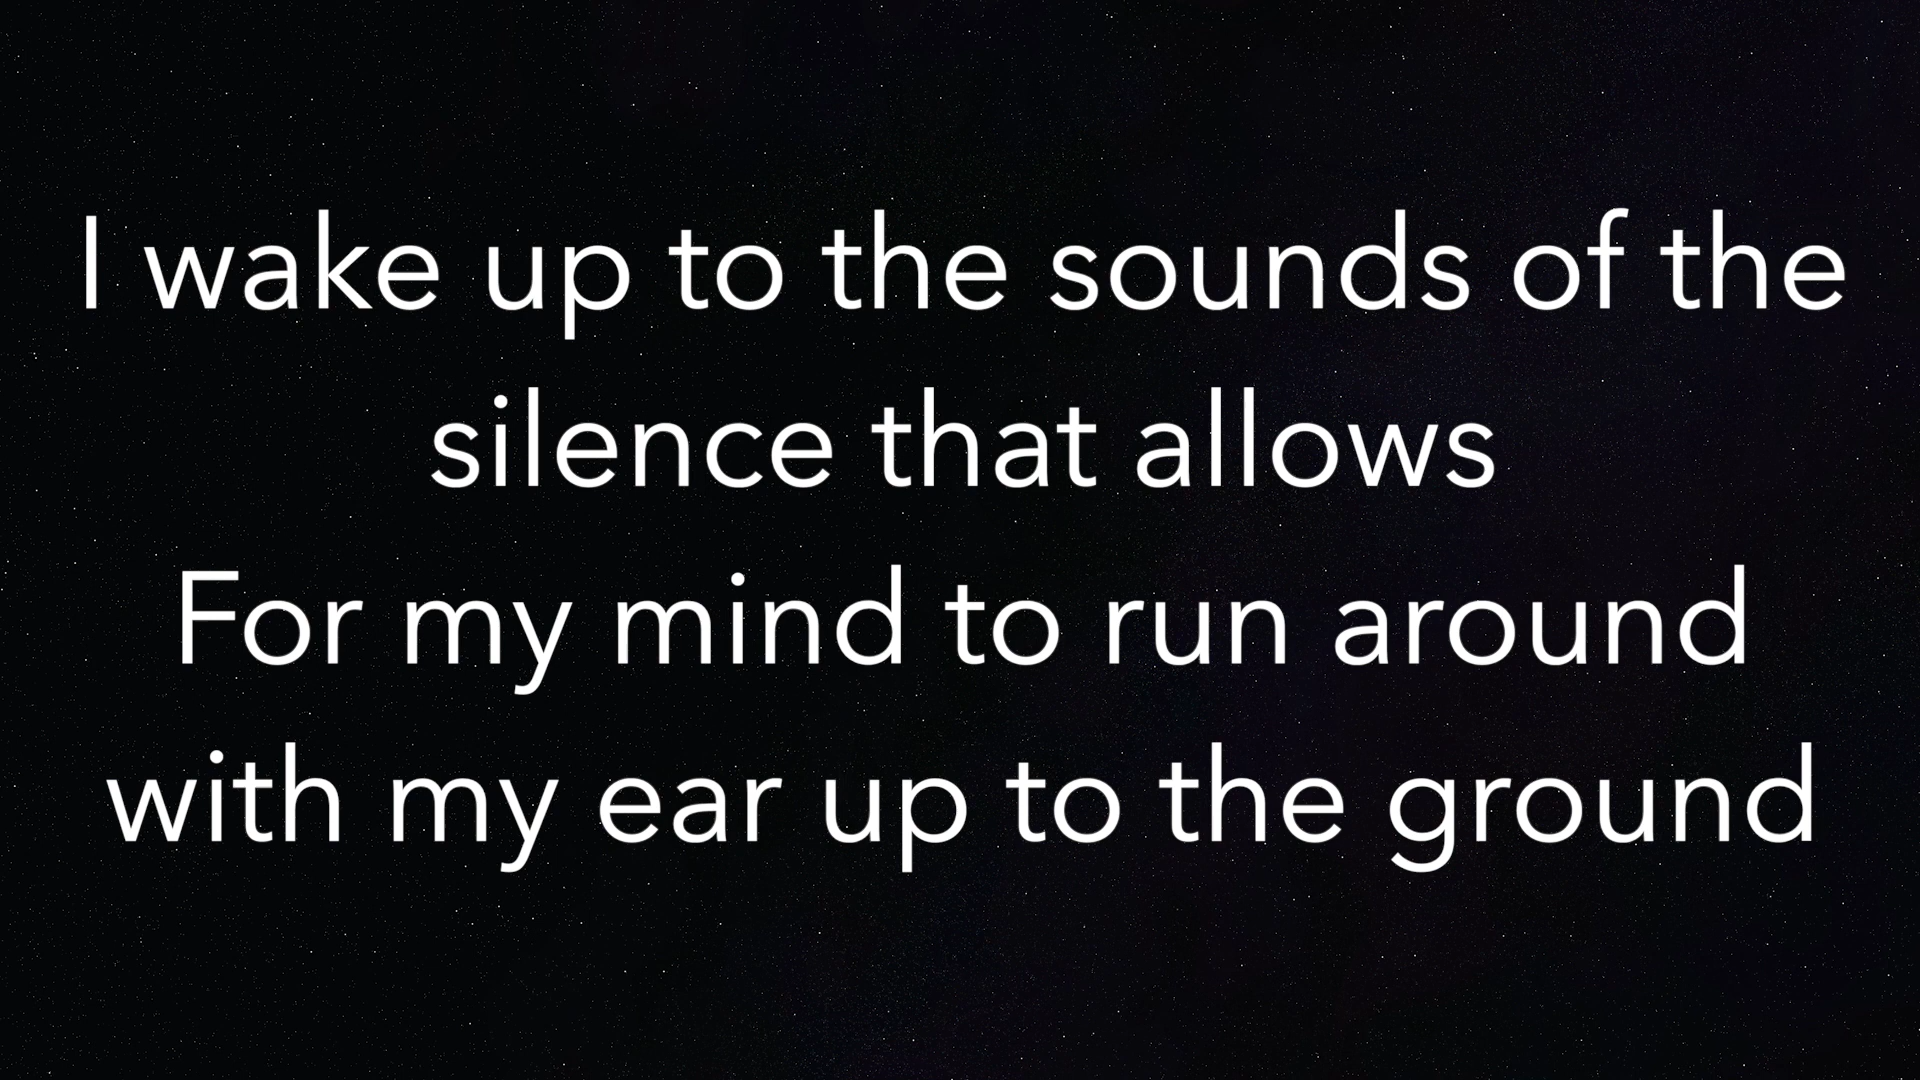 I wake up to the sounds of the
silence that allows
For my mind to run around
with my ear up to the ground